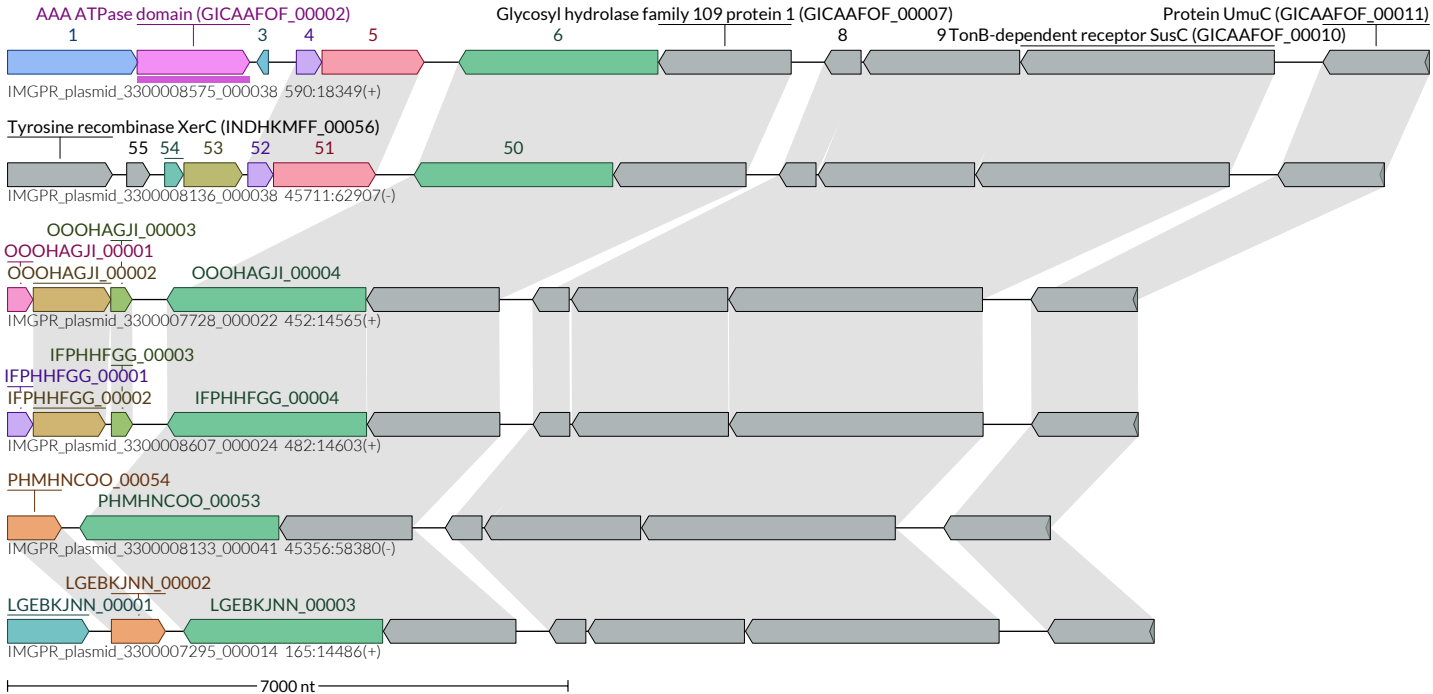 AAA ATPase domain (GICAAFOF_00002) Glycosyl hydrolase family 109 protein 1 (GICAAFOF_00007) Protein UmuC (GICAAFOF_00011)
1 3 4 5 6 8 9 TonB-dependent receptor SusC (GICAAFOF_00010)
IMGPR_plasmid_3300008575_000038 590:18349(+)
Tyrosine recombinase XerC (INDHKMFF_00056)
55 54 53 52 51 50
IMGPR_plasmid_3300008136_000038 45711:62907(-)
OOOHAGJI_00003
OOOHAGJI_00001
OOOHAGJI_00002 OOOHAGJI_00004
IMGPR_plasmid_3300007728_000022 452:14565(+)
IFPHHFGG_00003
IFPHHFGG_00001
IFPHHFGG_00002 IFPHHFGG_00004
IMGPR_plasmid_3300008607_000024 482:14603(+)
PHMHNCOO_00054
PHMHNCOO_00053
IMGPR_plasmid_3300008133_000041 45356:58380(-)
LGEBKJNN_00002
LGEBKJNN_00001 LGEBKJNN_00003
IMGPR_plasmid_3300007295_000014 165:14486(+)
7000 nt